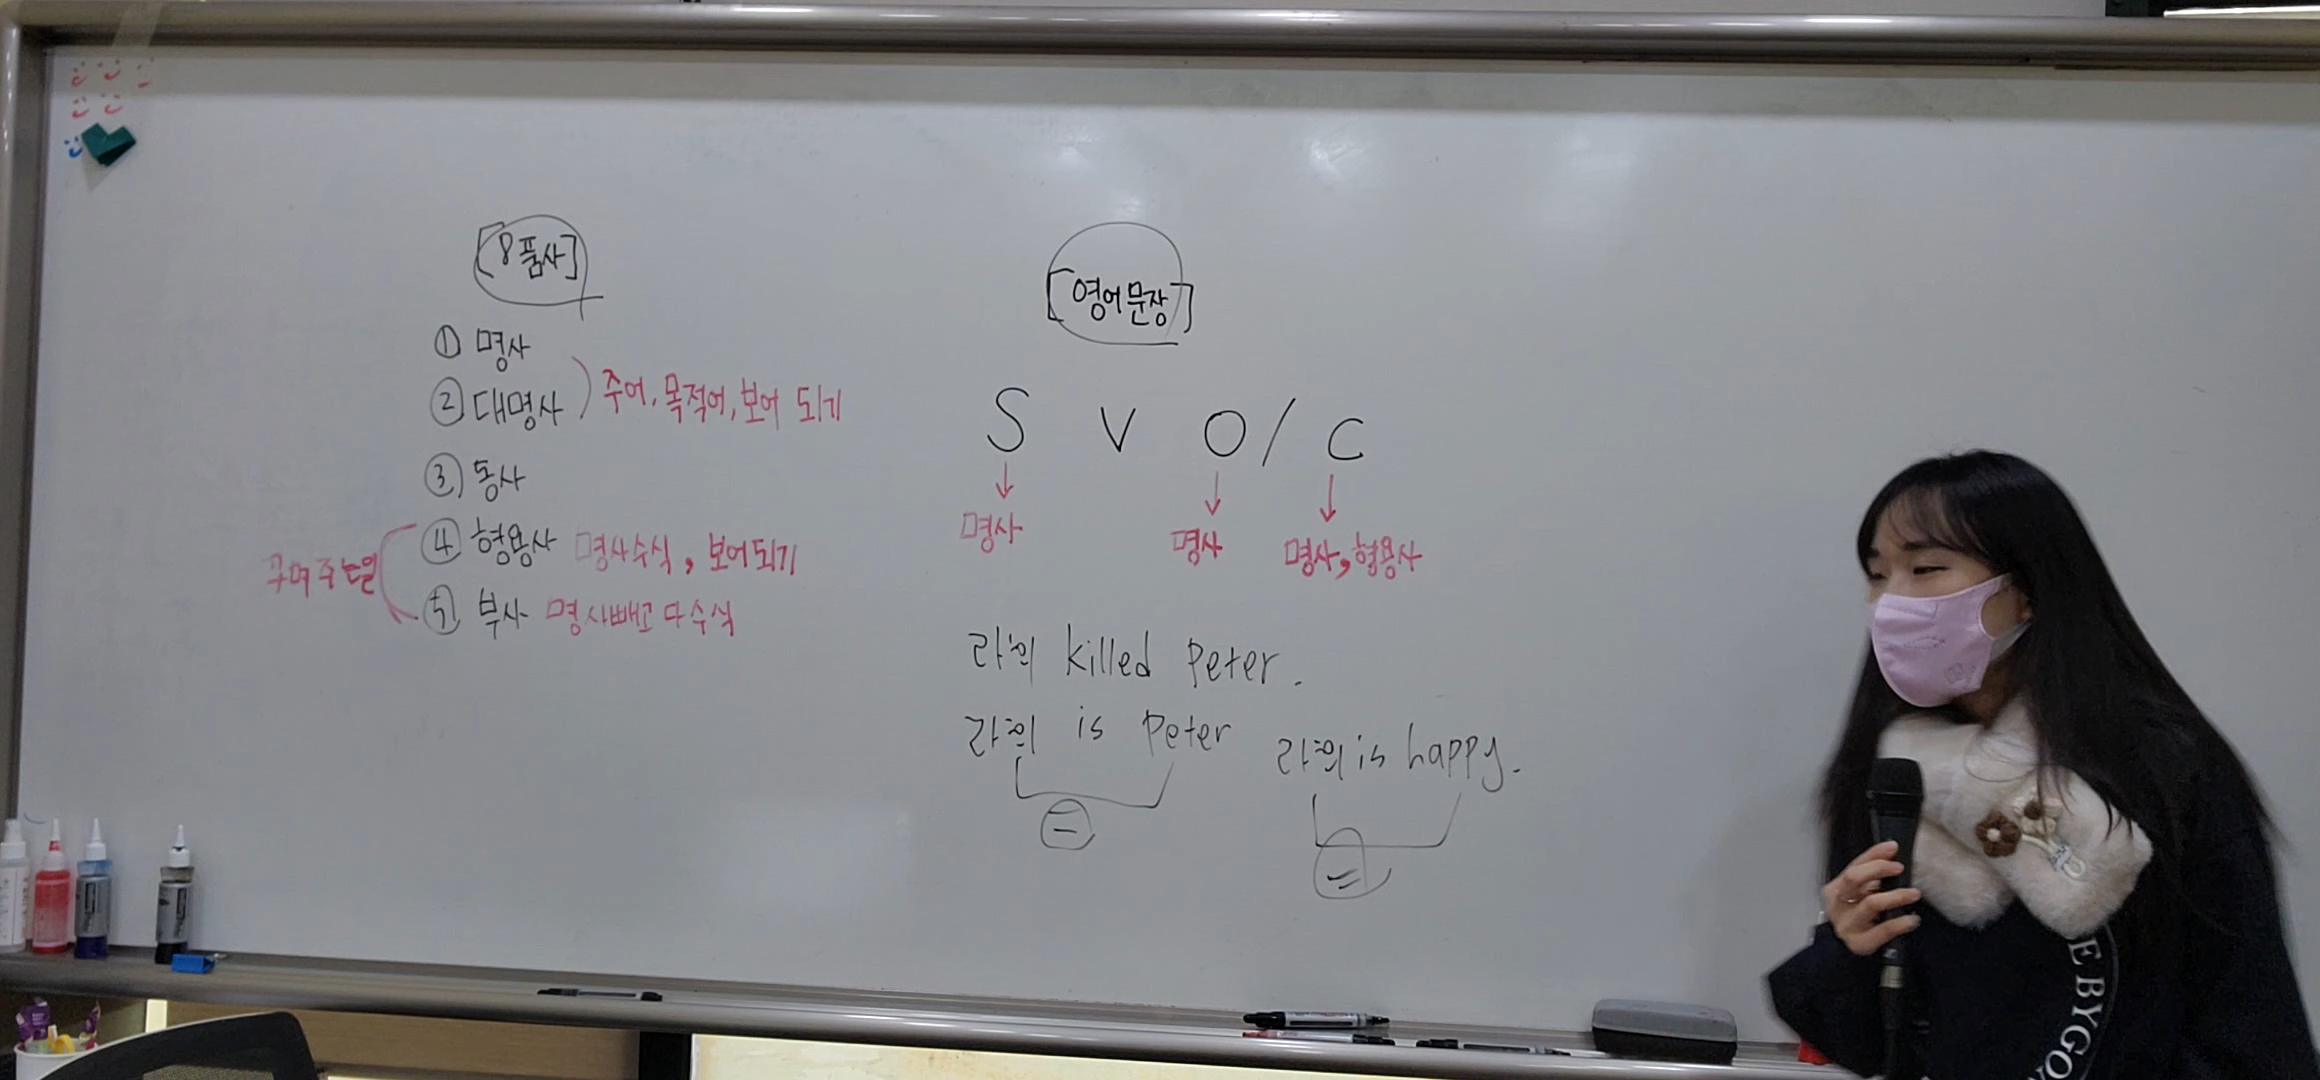 [8품사]
① 명사
② 대명사 ) 주어, 목적어, 보어 되기
③ 동사
④ 형용사 명사수식, 보어되기
⑤ 부사 명사빼고 다 수식
꾸며주는일
[영어문장]
S V O / C
명사 명사 명사, 형용사
라희 killed Peter.
라희 is Peter
라희 is happy.
=
=
E BYGON